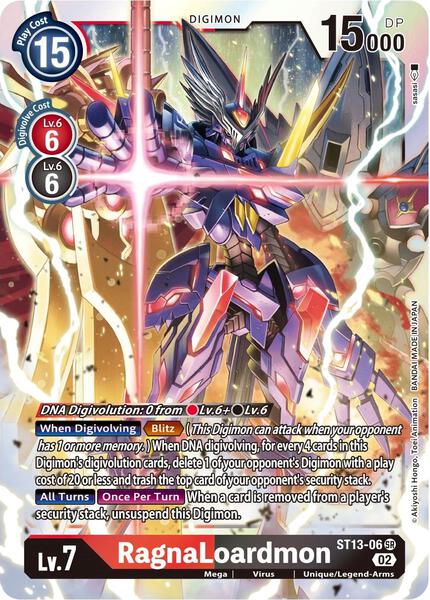 Play Cost
15
DIGIMON
15000
DP
Digivolve Cost
Lv.6
6
Lv.6
6
sasasi
©Akiyoshi Hongo, Toei Animation  BANDAI MADE IN JAPAN
DNA Digivolution: 0 from Lv.6+ Lv.6
When Digivolving Blitz (This Digimon can attack when your opponent
has 1 or more memory.) When DNA digivolving, for every 4 cards in this
Digimon's digivolution cards, delete 1 of your opponent's Digimon with a play
cost of 20 or less and trash the top card of your opponent's security stack.
All Turns Once Per Turn When a card is removed from a player's
security stack, unsuspend this Digimon.
Lv.7
RagnaLoardmon
ST13-06 SR
02
Mega | Virus | Unique/Legend-Arms